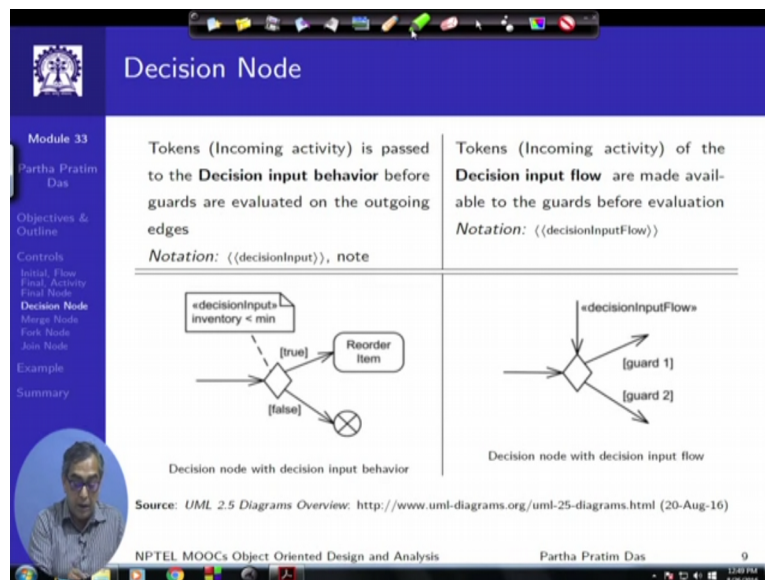 Decision Node
Module 33
Partha Pratim
Das
Objectives &
Outline
Controls
Initial, Flow
Final, Activity
Final Node
Decision Node
Merge Node
Fork Node
Join Node
Example
Summary
Tokens (Incoming activity) is passed
to the Decision input behavior before
guards are evaluated on the outgoing
edges
Notation: ⟨⟨decisionInput⟩⟩, note
Tokens (Incoming activity) of the
Decision input flow are made avail-
able to the guards before evaluation
Notation: ⟨⟨decisionInputFlow⟩⟩
«decisionInput»
inventory < min
[true]
Reorder
Item
[false]
Decision node with decision input behavior
«decisionInputFlow»
[guard 1]
[guard 2]
Decision node with decision input flow
Source: UML 2.5 Diagrams Overview: http://www.uml-diagrams.org/uml-25-diagrams.html (20-Aug-16)
NPTEL MOOCs Object Oriented Design and Analysis
Partha Pratim Das
9
12:49 PM